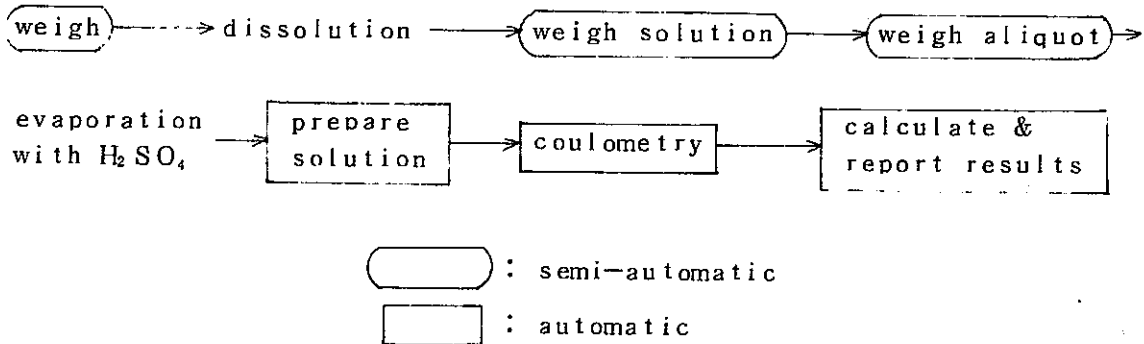 weigh dissolution weigh solution weigh aliquot
evaporation with H₂SO₄
prepare solution
coulometry
calculate & report results
: semi-automatic
: automatic